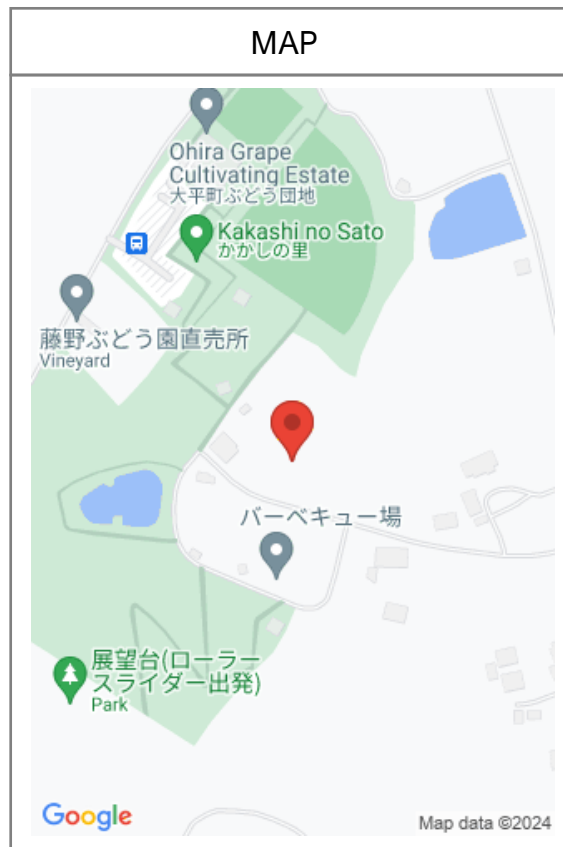 MAP
Ohira Grape
Cultivating Estate
大平町ぶどう団地
Kakashi no Sato
かかしの里
藤野ぶどう園直売所
Vineyard
バーベキュー場
展望台(ローラー
スライダー出発)
Park
Google
Map data ©2024